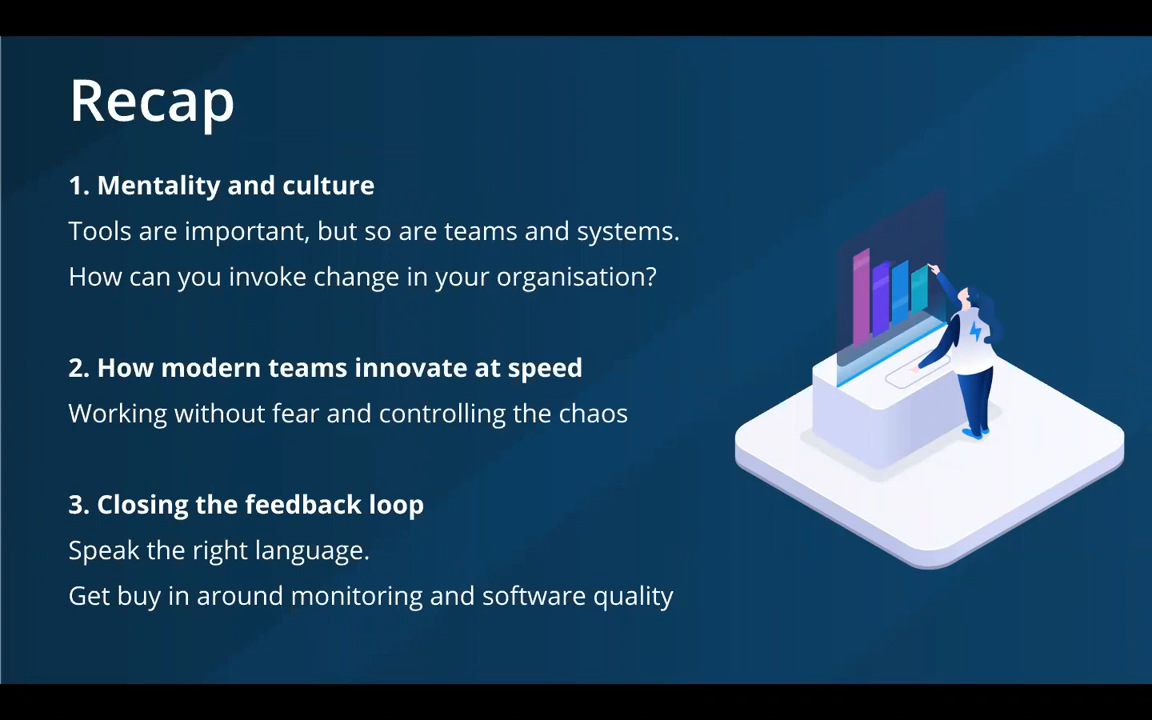 Recap
1. Mentality and culture
Tools are important, but so are teams and systems.
How can you invoke change in your organisation?
2. How modern teams innovate at speed
Working without fear and controlling the chaos
3. Closing the feedback loop
Speak the right language.
Get buy in around monitoring and software quality